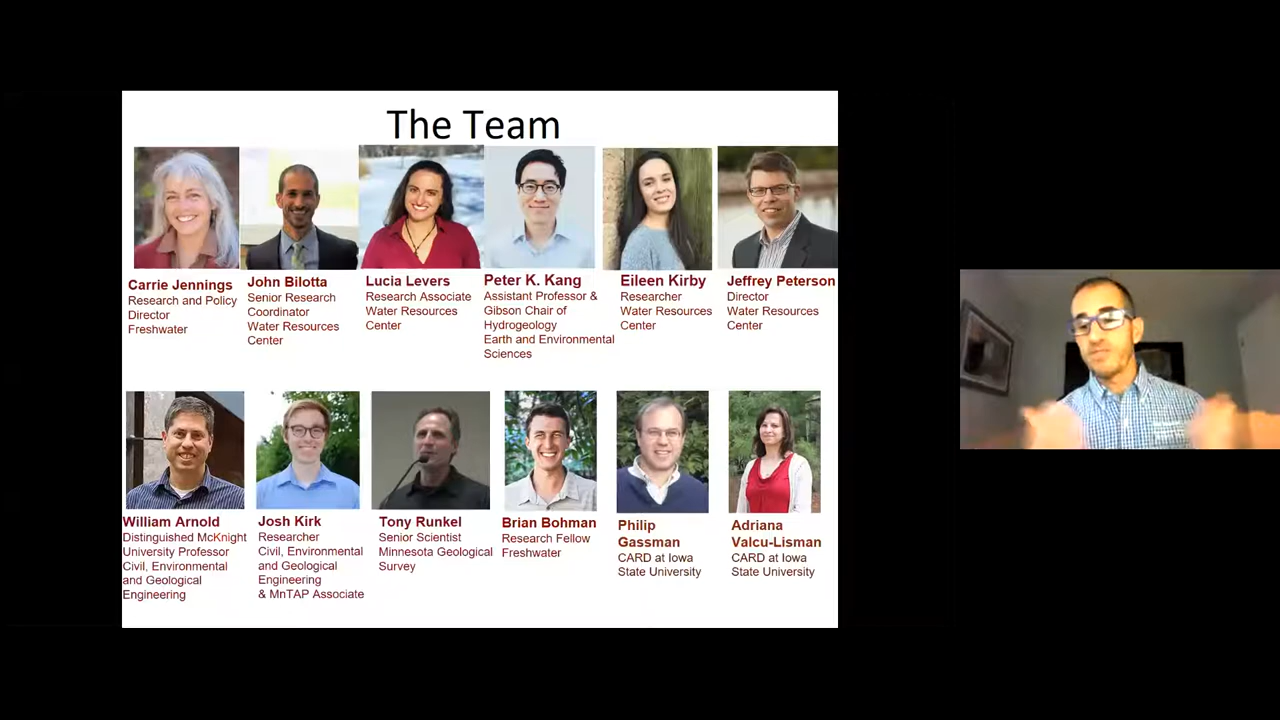 The Team
Carrie Jennings
Research and Policy
Director
Freshwater
John Bilotta
Senior Research
Coordinator
Water Resources
Center
Lucia Levers
Research Associate
Water Resources
Center
Peter K. Kang
Assistant Professor &
Gibson Chair of
Hydrogeology
Earth and Environmental
Sciences
Eileen Kirby
Researcher
Water Resources
Center
Jeffrey Peterson
Director
Water Resources
Center
William Arnold
Distinguished McKnight
University Professor
Civil, Environmental
and Geological
Engineering
Josh Kirk
Researcher
Civil, Environmental
and Geological
Engineering
& MnTAP Associate
Tony Runkel
Senior Scientist
Minnesota Geological
Survey
Brian Bohman
Research Fellow
Freshwater
Philip
Gassman
CARD at Iowa
State University
Adriana
Valcu-Lisman
CARD at Iowa
State University